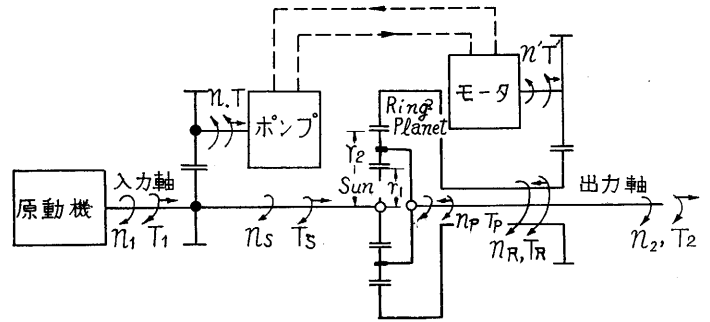 n'T'
n.T
ポンプ
モータ
Ring
Planet
r2
r1
Sun
原動機
入力軸
出力軸
n1 T1
nS TS
nP TP
nR, TR
n2, T2